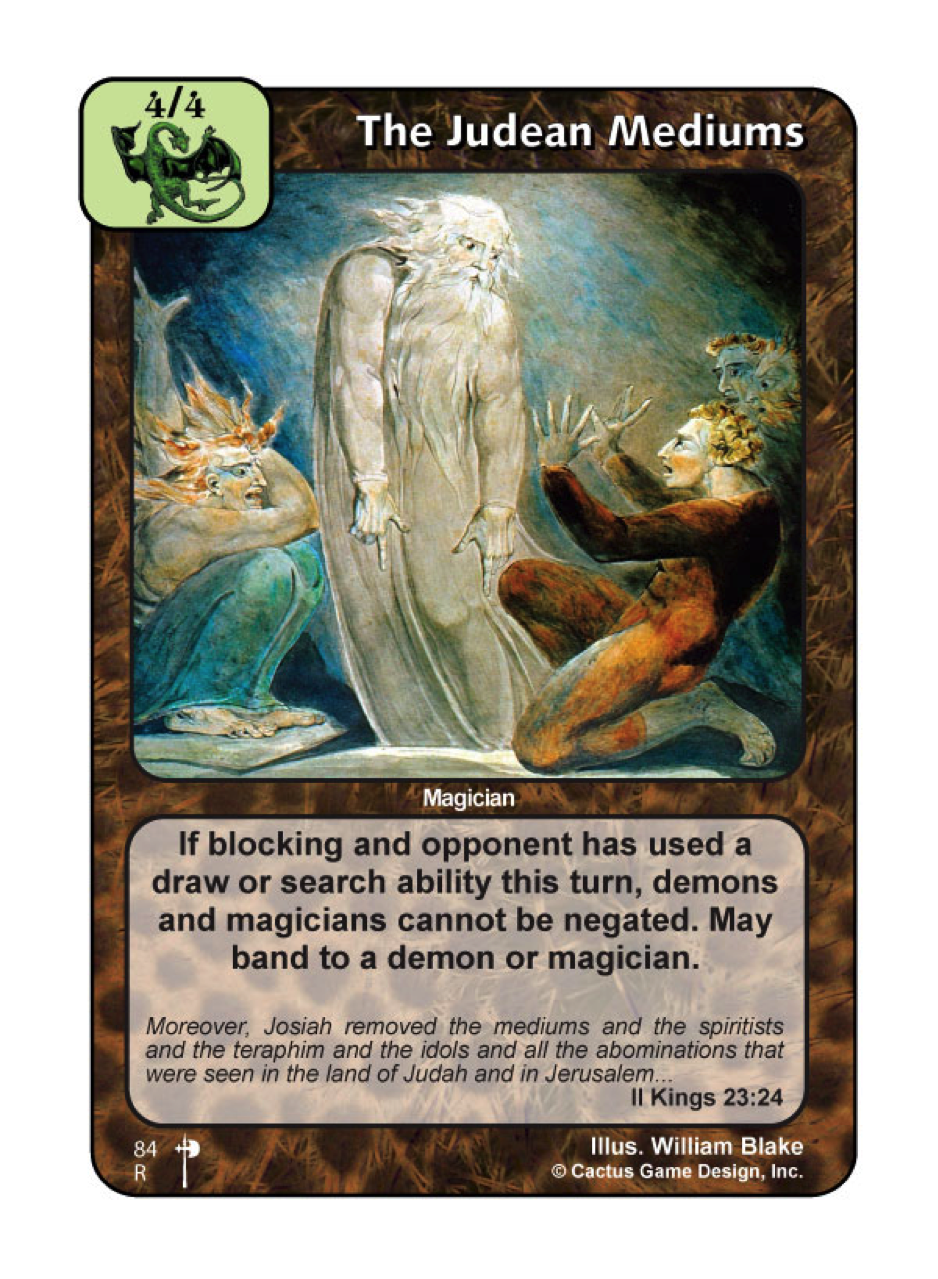 4/4
The Judean Mediums
Magician
If blocking and opponent has used a
draw or search ability this turn, demons
and magicians cannot be negated. May
band to a demon or magician.
Moreover, Josiah removed the mediums and the spiritists
and the teraphim and the idols and all the abominations that
were seen in the land of Judah and in Jerusalem...
II Kings 23:24
84
R
Illus. William Blake
© Cactus Game Design, Inc.